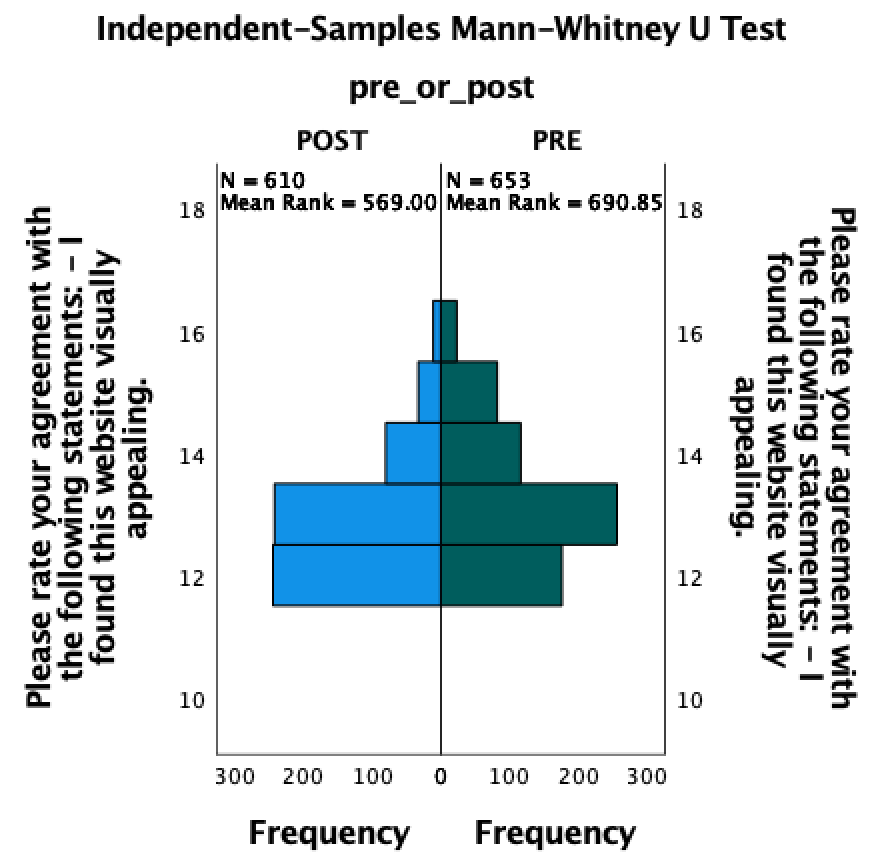 Independent-Samples Mann-Whitney U Test
pre_or_post
POST
PRE
N = 610
Mean Rank = 569.00
N = 653
Mean Rank = 690.85
Please rate your agreement with
the following statements: - I
found this website visually
appealing.
18
16
14
12
10
18
16
14
12
10
Please rate your agreement with
the following statements: - I
found this website visually
appealing.
300 200 100 0 100 200 300
Frequency
Frequency